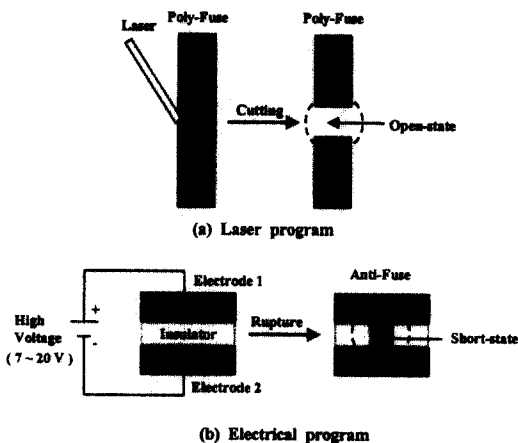 Laser Poly-Fuse Poly-Fuse
Cutting
Open-state
(a) Laser program
Electrode 1 Anti-Fuse
+
High
Voltage
-
( 7 ~ 20 V )
Insulator
Rupture
Short-state
Electrode 2
(b) Electrical program